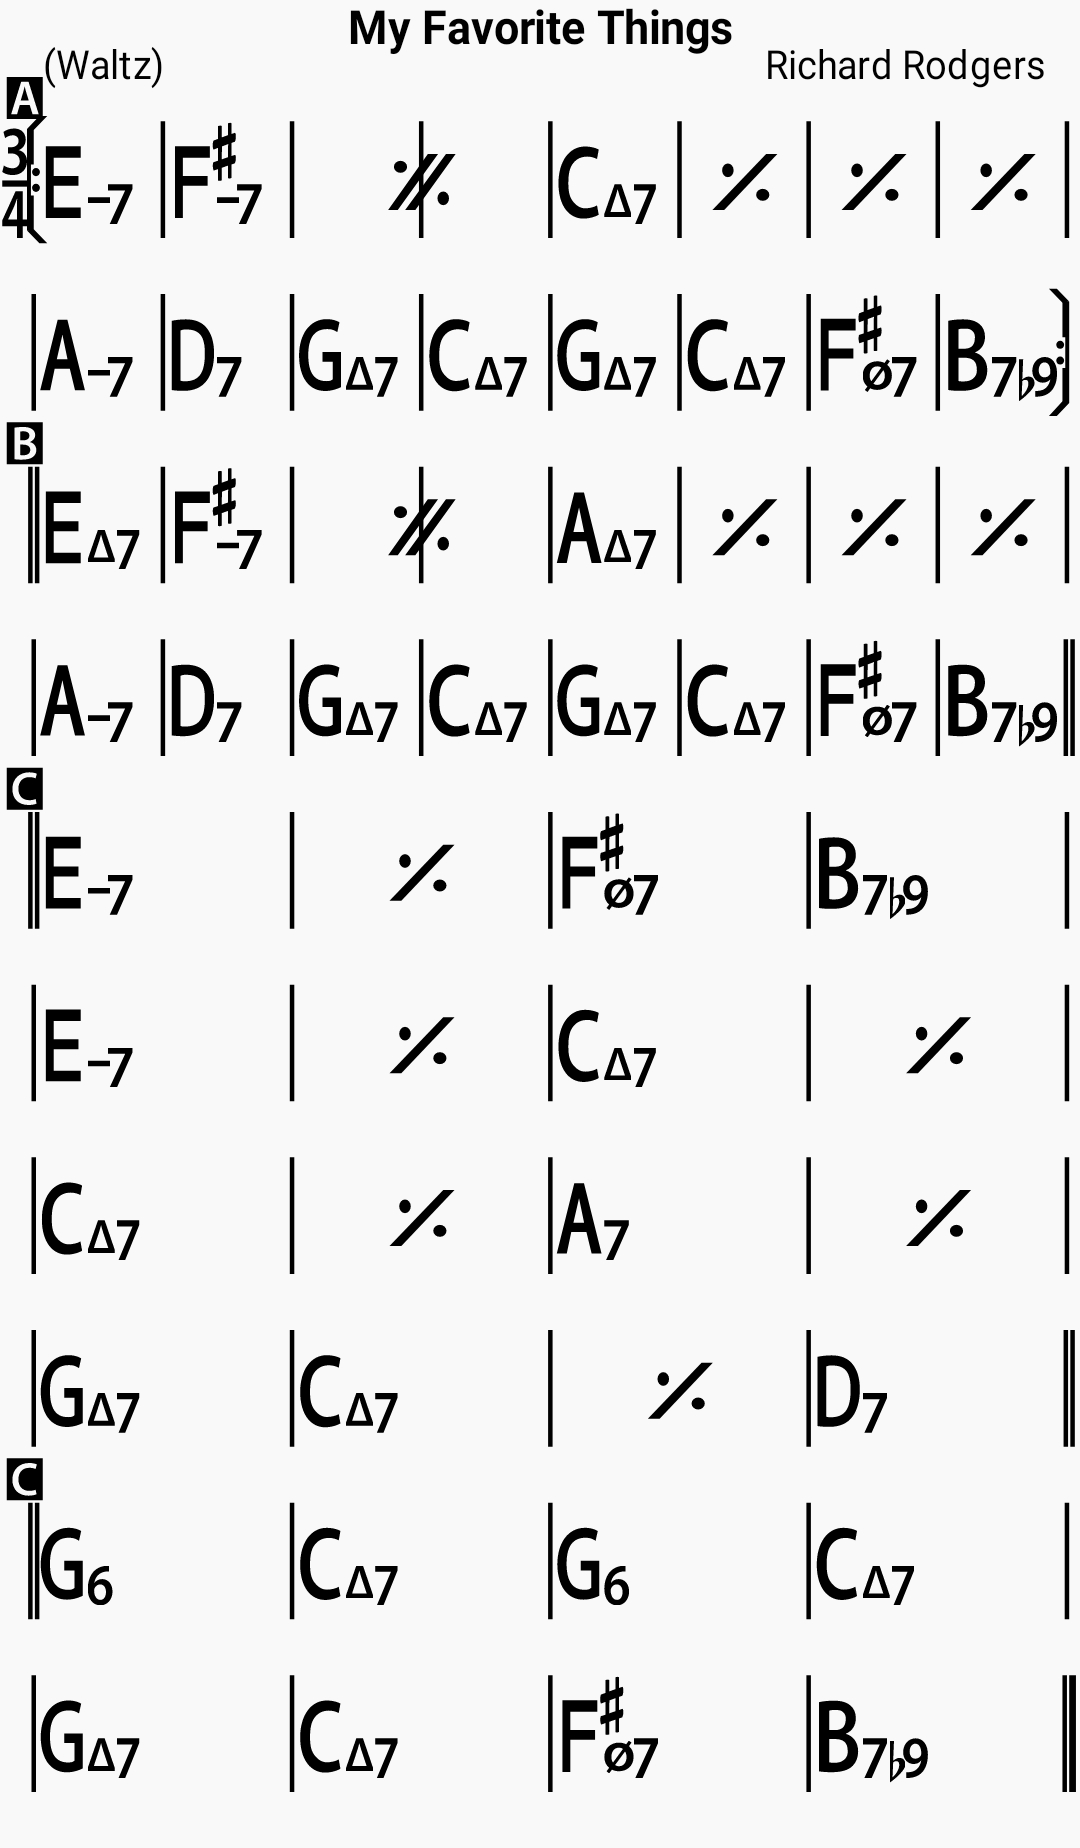 My Favorite Things
(Waltz)
Richard Rodgers
A
3/4 E-7 F#-7 𝄎 CΔ7 𝄎 𝄎 𝄎
A-7 D7 GΔ7 CΔ7 GΔ7 CΔ7 F#ø7 B7♭9
B
EΔ7 F#-7 𝄎 AΔ7 𝄎 𝄎 𝄎
A-7 D7 GΔ7 CΔ7 GΔ7 CΔ7 F#ø7 B7♭9
C
E-7 𝄎 F#ø7 B7♭9
E-7 𝄎 CΔ7 𝄎
CΔ7 𝄎 A7 𝄎
GΔ7 CΔ7 𝄎 D7
C
G6 CΔ7 G6 CΔ7
GΔ7 CΔ7 F#ø7 B7♭9